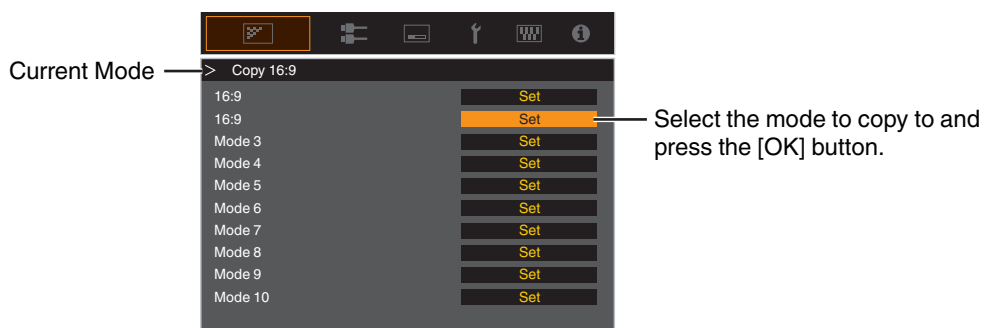 Current Mode
> Copy 16:9
16:9 Set
16:9 Set
Mode 3 Set
Mode 4 Set
Mode 5 Set
Mode 6 Set
Mode 7 Set
Mode 8 Set
Mode 9 Set
Mode 10 Set
Select the mode to copy to and
press the [OK] button.